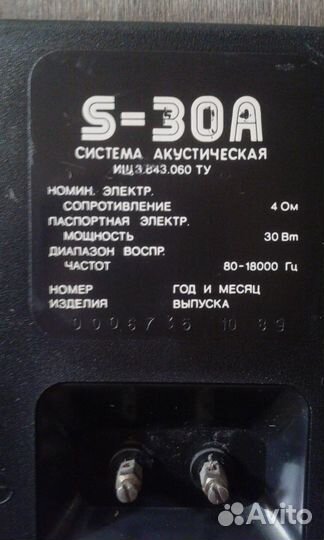 S-30A
СИСТЕМА АКУСТИЧЕСКАЯ
ИЩ3.843.060 ТУ
НОМИН. ЭЛЕКТР.
СОПРОТИВЛЕНИЕ 4 Ом
ПАСПОРТНАЯ ЭЛЕКТР.
МОЩНОСТЬ 30 Вт
ДИАПАЗОН ВОСПР.
ЧАСТОТ 80-18000 Гц
НОМЕР ГОД И МЕСЯЦ
ИЗДЕЛИЯ ВЫПУСКА
0006735 10 89
Avito